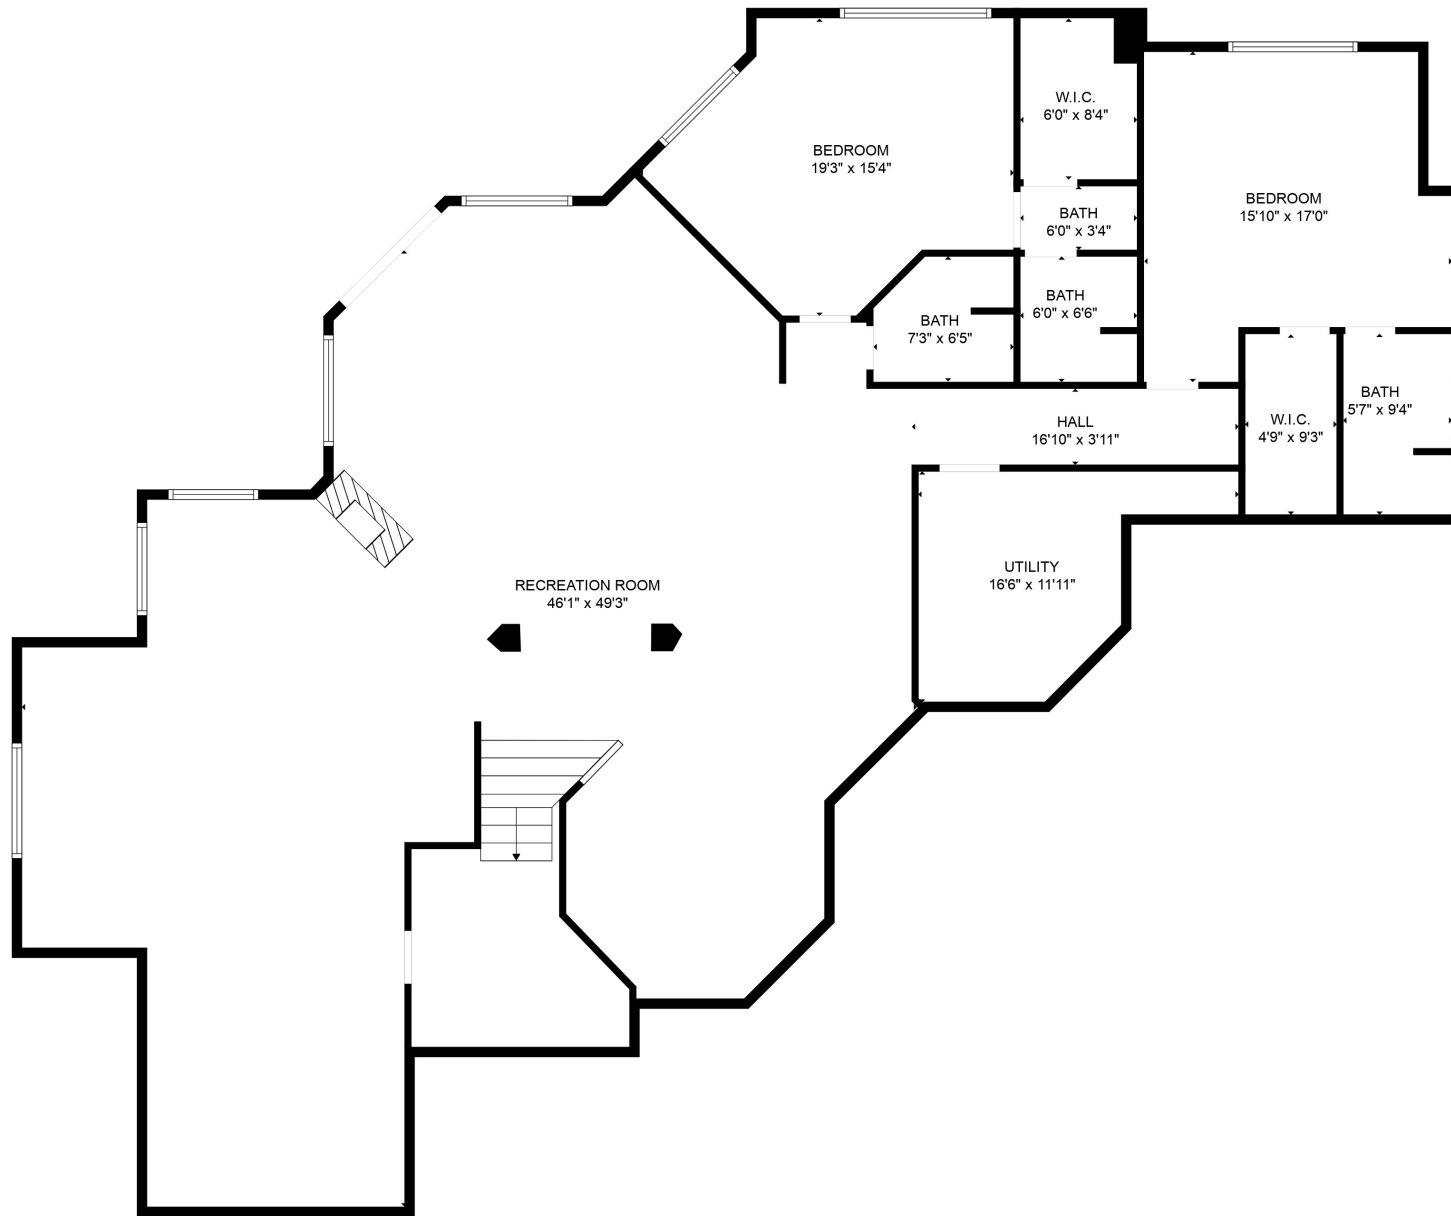 W.I.C.
6'0" x 8'4"
BEDROOM
19'3" x 15'4"
BEDROOM
15'10" x 17'0"
BATH
6'0" x 3'4"
BATH
6'0" x 6'6"
BATH
7'3" x 6'5"
BATH
5'7" x 9'4"
HALL
16'10" x 3'11"
W.I.C.
4'9" x 9'3"
UTILITY
16'6" x 11'11"
RECREATION ROOM
46'1" x 49'3"